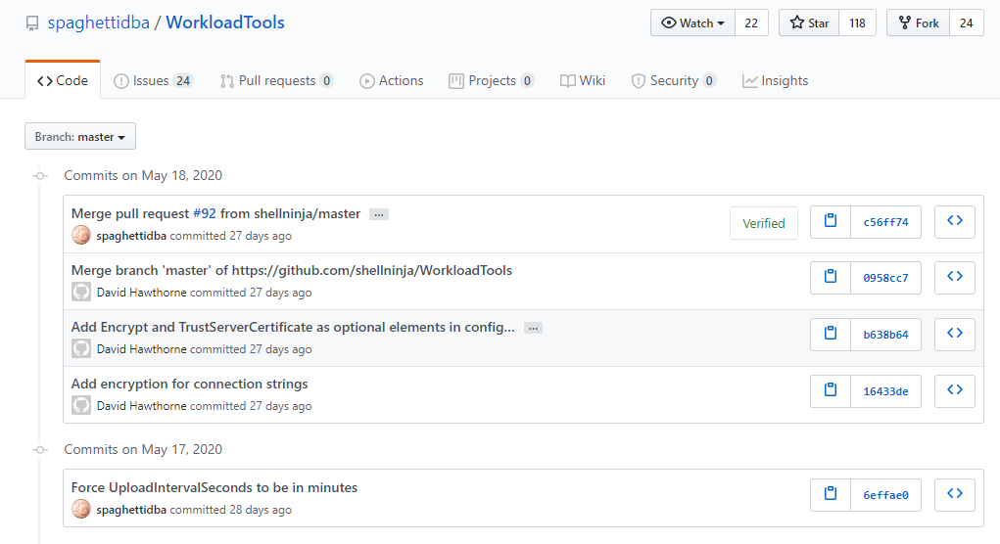 spaghettidba / WorkloadTools
Watch 22 Star 118 Fork 24
Code Issues 24 Pull requests 0 Actions Projects 0 Wiki Security 0 Insights
Branch: master
Commits on May 18, 2020
Merge pull request #92 from shellninja/master ...
spaghettidba committed 27 days ago
Verified c56ff74
Merge branch 'master' of https://github.com/shellninja/WorkloadTools
David Hawthorne committed 27 days ago
0958cc7
Add Encrypt and TrustServerCertificate as optional elements in config... ...
David Hawthorne committed 27 days ago
b638b64
Add encryption for connection strings
David Hawthorne committed 27 days ago
16433de
Commits on May 17, 2020
Force UploadIntervalSeconds to be in minutes
spaghettidba committed 28 days ago
6effae0